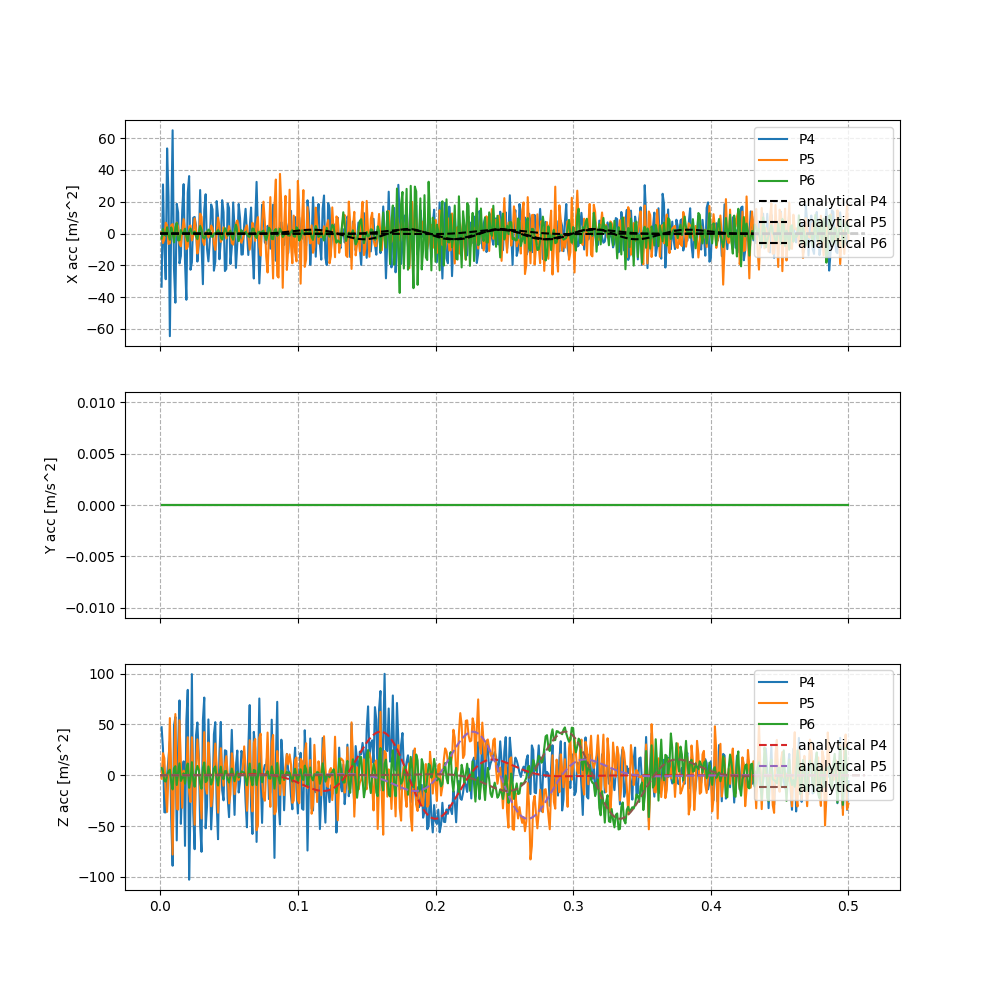 60
40
20
0
−20
−40
−60
X acc [m/s^2]
P4
P5
P6
analytical P4
analytical P5
analytical P6
0.010
0.005
0.000
−0.005
−0.010
Y acc [m/s^2]
100
50
0
−50
−100
Z acc [m/s^2]
P4
P5
P6
analytical P4
analytical P5
analytical P6
0.0 0.1 0.2 0.3 0.4 0.5